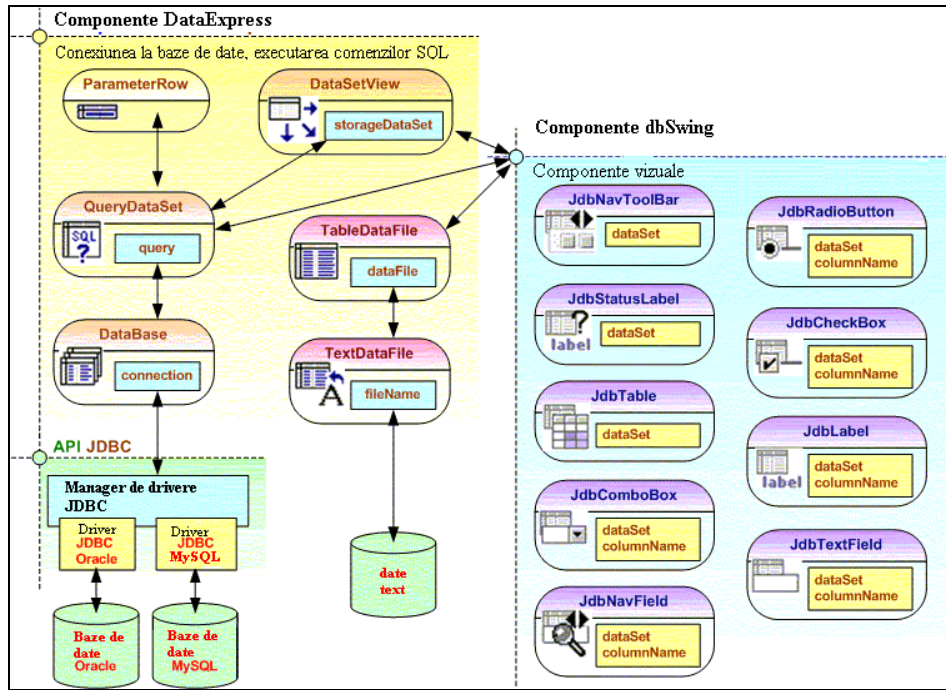 Componente DataExpress
Conexiunea la baze de date, executarea comenzilor SQL
ParameterRow
DataSetView
storageDataSet
QueryDataSet
SQL
?
query
TableDataFile
dataFile
DataBase
connection
TextDataFile
A
fileName
API JDBC
Manager de drivere
JDBC
Driver
JDBC
Oracle
Driver
JDBC
MySQL
Baze de
date
Oracle
Baze de
date
MySQL
date
text
Componente dbSwing
Componente vizuale
JdbNavToolBar
dataSet
JdbStatusLabel
?
label
dataSet
JdbTable
dataSet
JdbComboBox
dataSet
columnName
JdbNavField
dataSet
columnName
JdbRadioButton
dataSet
columnName
JdbCheckBox
dataSet
columnName
JdbLabel
label
dataSet
columnName
JdbTextField
dataSet
columnName